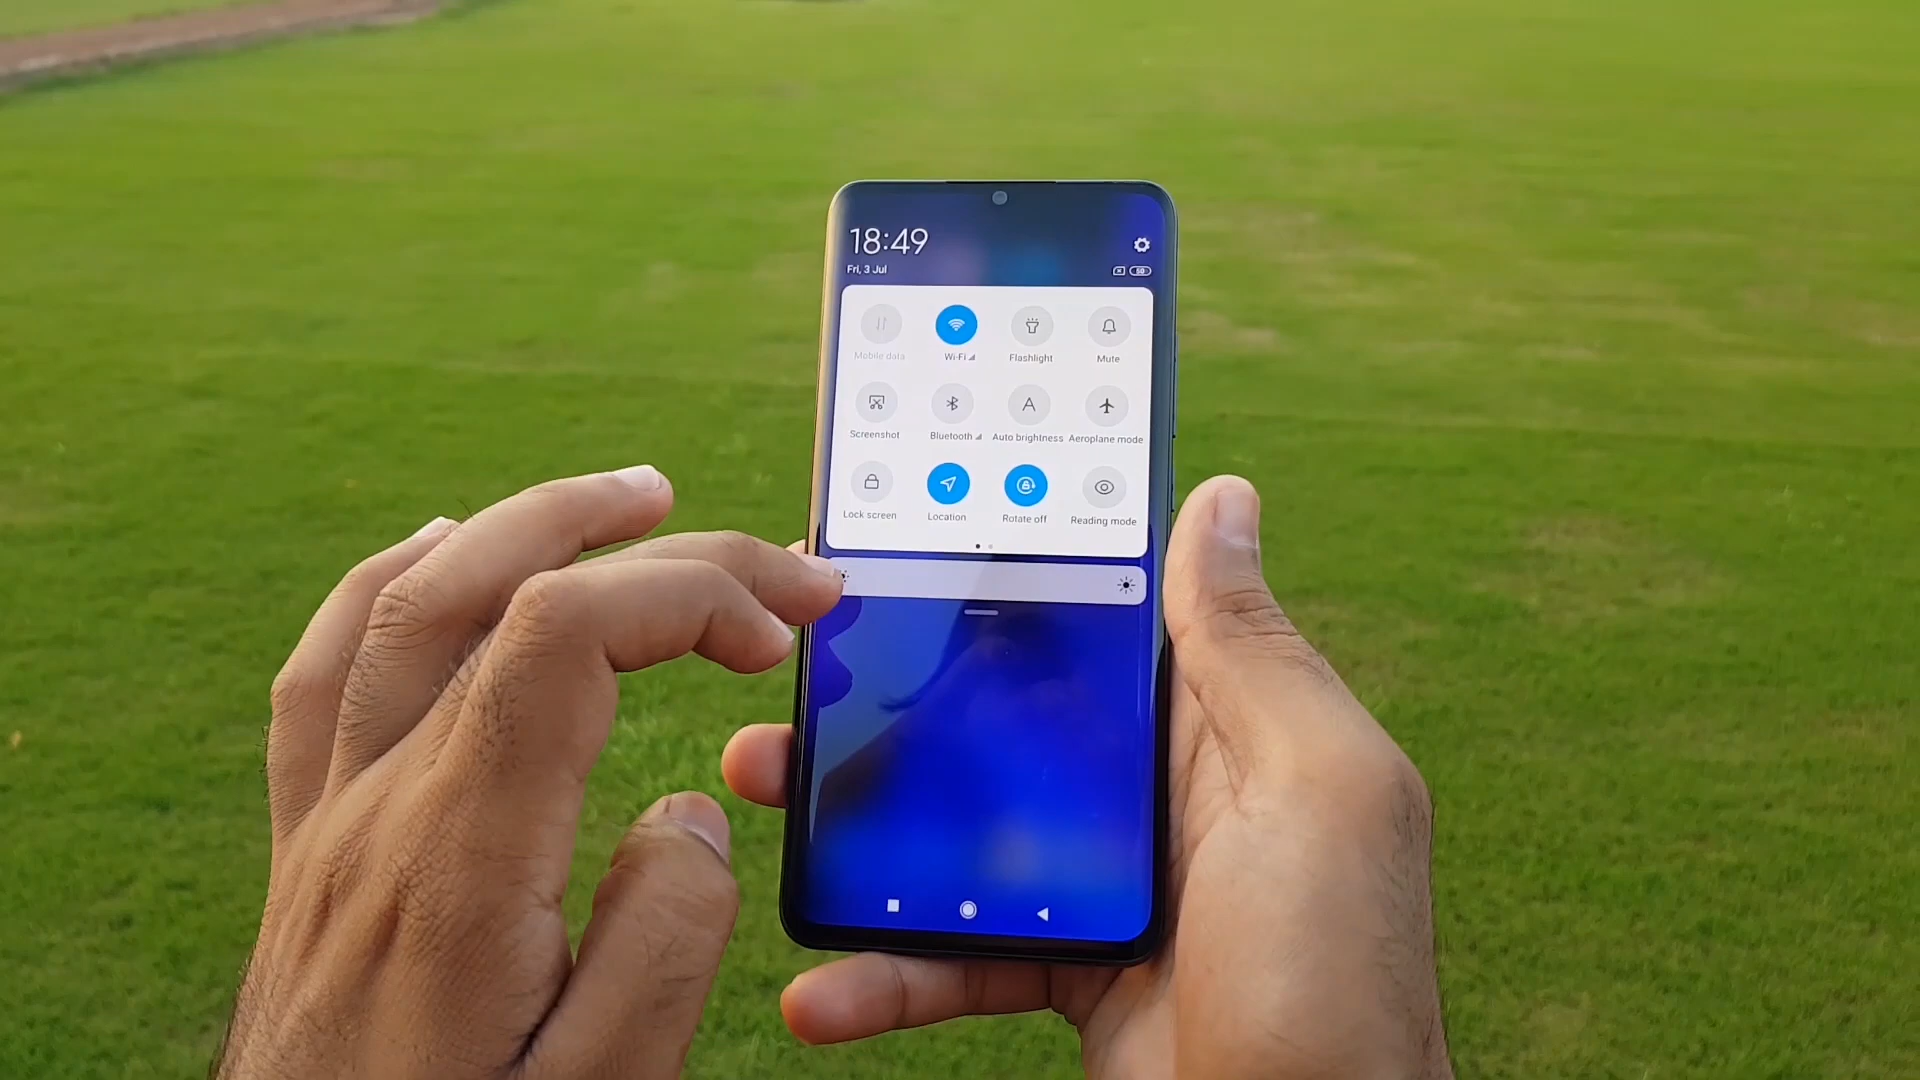 18:49
Fri, 3 Jul
50
Mobile data
Wi-Fi
Flashlight
Mute
Screenshot
Bluetooth
A
Auto brightness
Aeroplane mode
Lock screen
Location
Rotate off
Reading mode